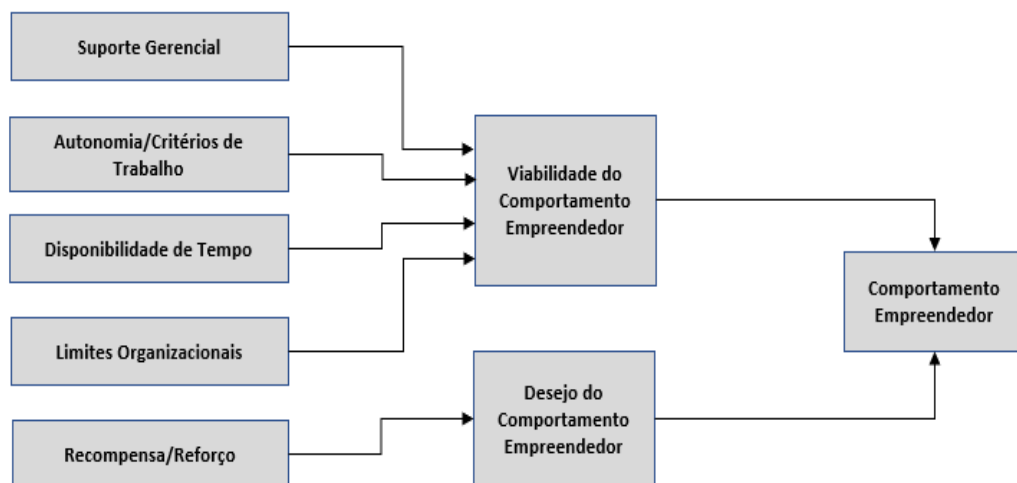 Suporte Gerencial
Autonomia/Critérios de
Trabalho
Disponibilidade de Tempo
Limites Organizacionais
Recompensa/Reforço
Viabilidade do
Comportamento
Empreendedor
Desejo do
Comportamento
Empreendedor
Comportamento
Empreendedor